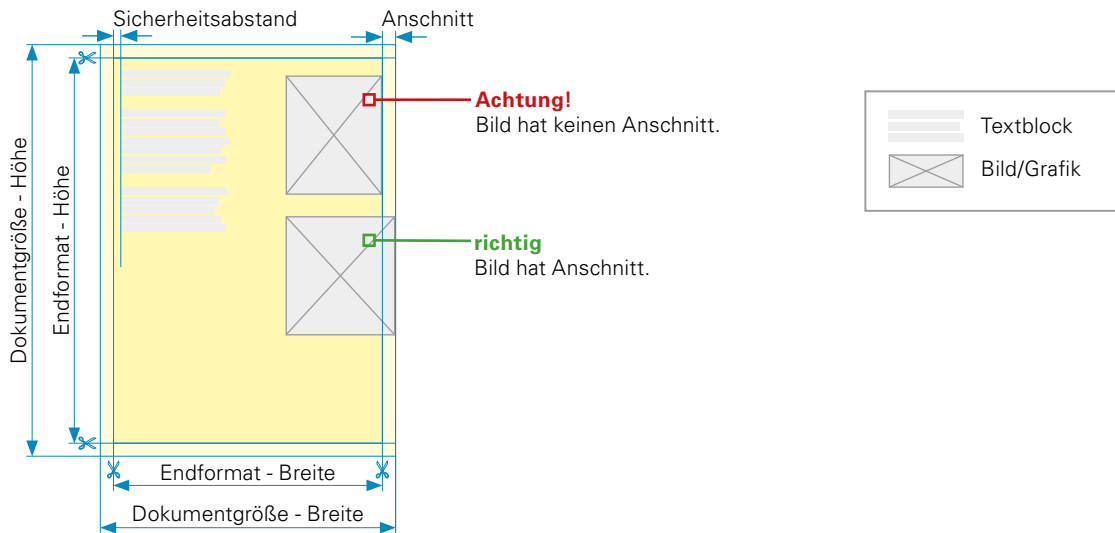 Sicherheitsabstand
Anschnitt
Dokumentgröße - Höhe
Endformat - Höhe
Achtung!
Bild hat keinen Anschnitt.
richtig
Bild hat Anschnitt.
Textblock
Bild/Grafik
Endformat - Breite
Dokumentgröße - Breite